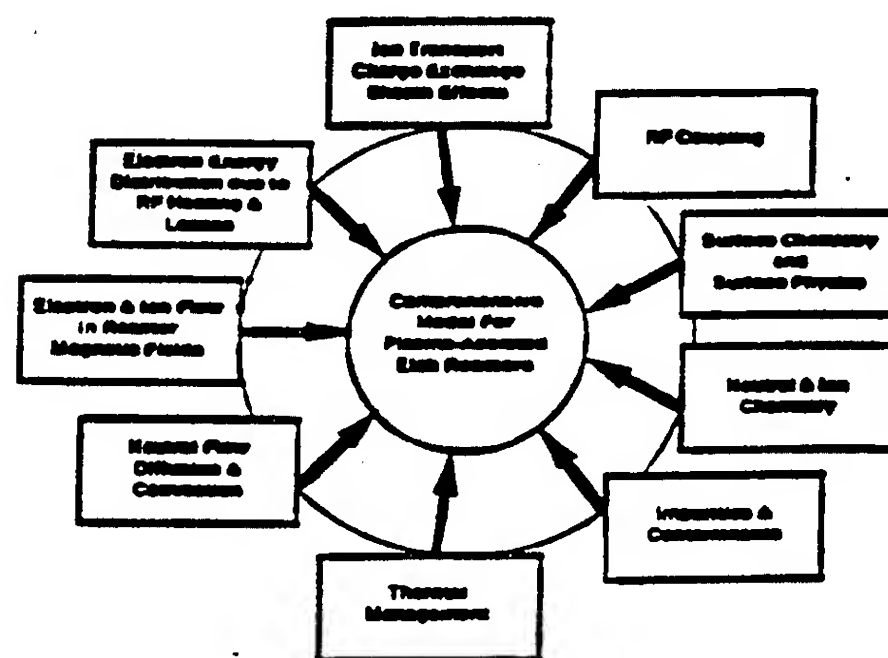 Ion Transport
Charge Exchange
Sheath Effects
RF Coupling
Electron Energy
Distribution due to
RF Heating &
Losses
Surface Chemistry
and
Surface Physics
Electron & Ion Flow
in Reactor
Magnetic Fields
Comprehensive
Model for
Plasma-Assisted
Etch Reactors
Neutral & Ion
Chemistry
Neutral Flow
Diffusion &
Convection
Impurities &
Contaminants
Thermal
Management